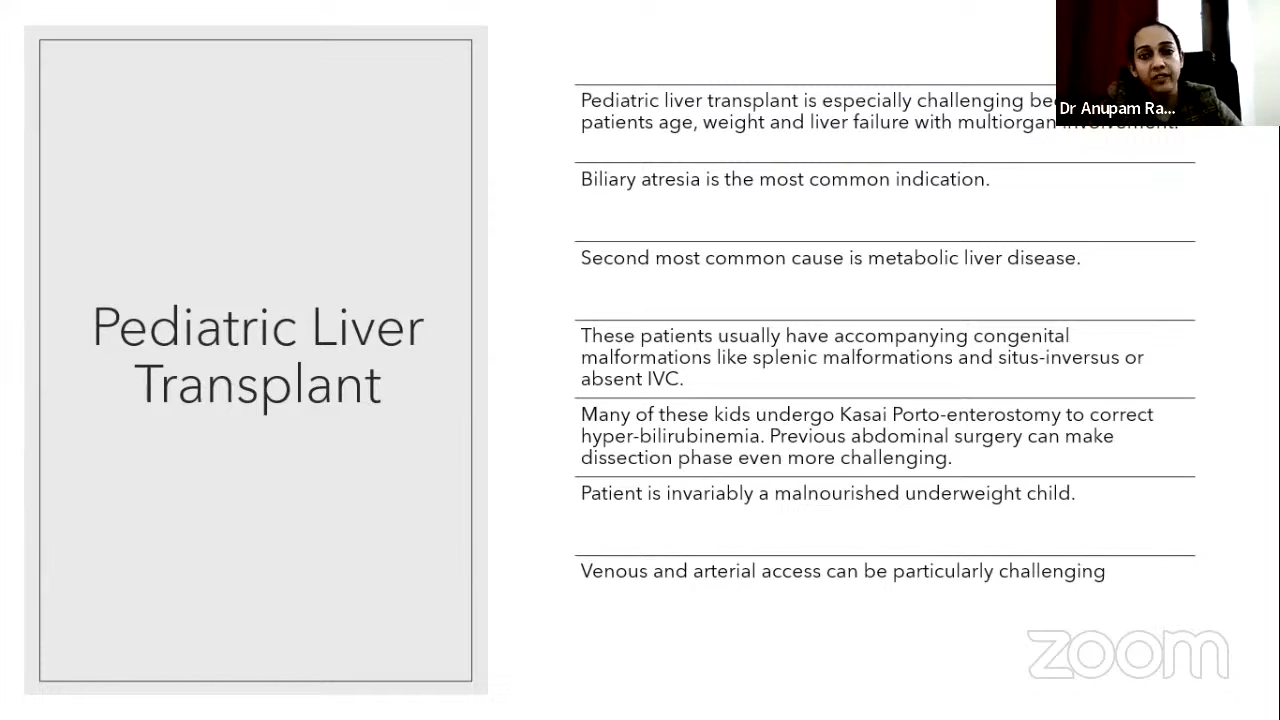 Pediatric Liver
Transplant
Pediatric liver transplant is especially challenging
patients age, weight and liver failure with multiorgan
Biliary atresia is the most common indication.
Second most common cause is metabolic liver disease.
These patients usually have accompanying congenital
malformations like splenic malformations and situs-inversus or
absent IVC.
Many of these kids undergo Kasai Porto-enterostomy to correct
hyper-bilirubinemia. Previous abdominal surgery can make
dissection phase even more challenging.
Patient is invariably a malnourished underweight child.
Venous and arterial access can be particularly challenging
Dr Anupam Ra...
zoom